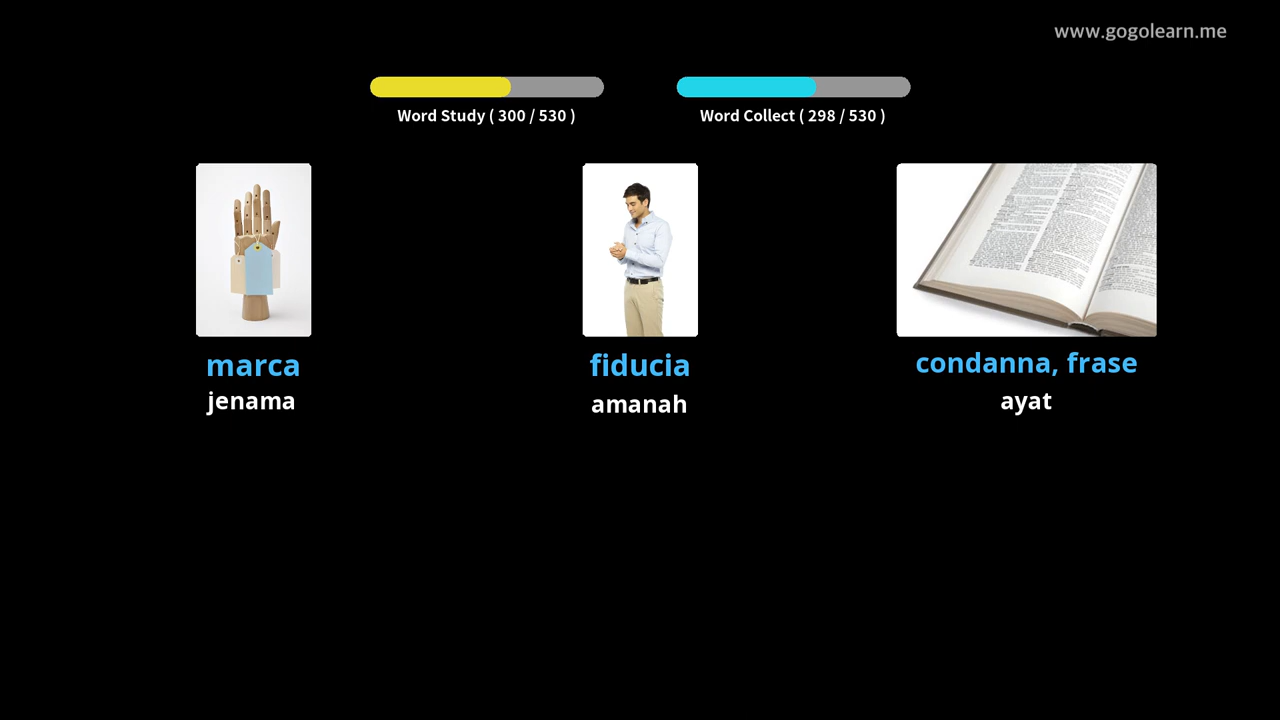 www.gogolearn.me
Word Study ( 300 / 530 )
Word Collect ( 298 / 530 )
marca
jenama
fiducia
amanah
condanna, frase
ayat